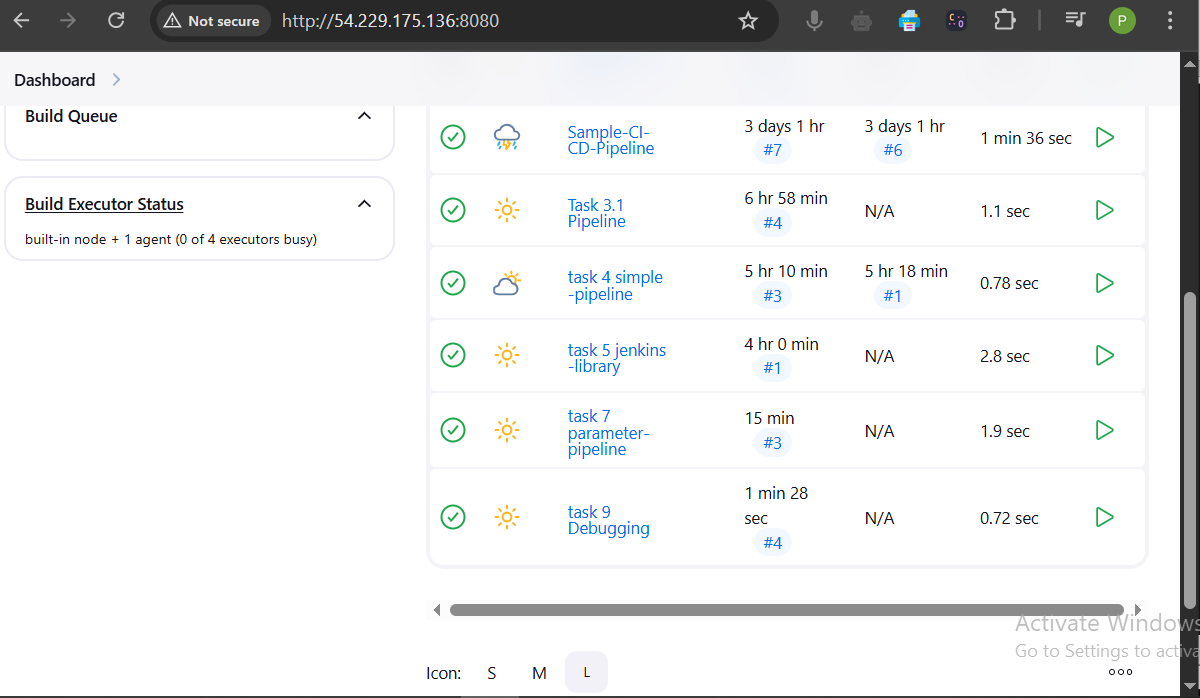 Not secure
http://54.229.175.136:8080
P
Dashboard
Build Queue
Build Executor Status
built-in node + 1 agent (0 of 4 executors busy)
Sample-CI-
CD-Pipeline
3 days 1 hr
#7
3 days 1 hr
#6
1 min 36 sec
Task 3.1
Pipeline
6 hr 58 min
#4
N/A
1.1 sec
task 4 simple
-pipeline
5 hr 10 min
#3
5 hr 18 min
#1
0.78 sec
task 5 jenkins
-library
4 hr 0 min
#1
N/A
2.8 sec
task 7
parameter-
pipeline
15 min
#3
N/A
1.9 sec
task 9
Debugging
1 min 28
sec
#4
N/A
0.72 sec
Activate Windows
Go to Settings to activa
Icon:
S
M
L